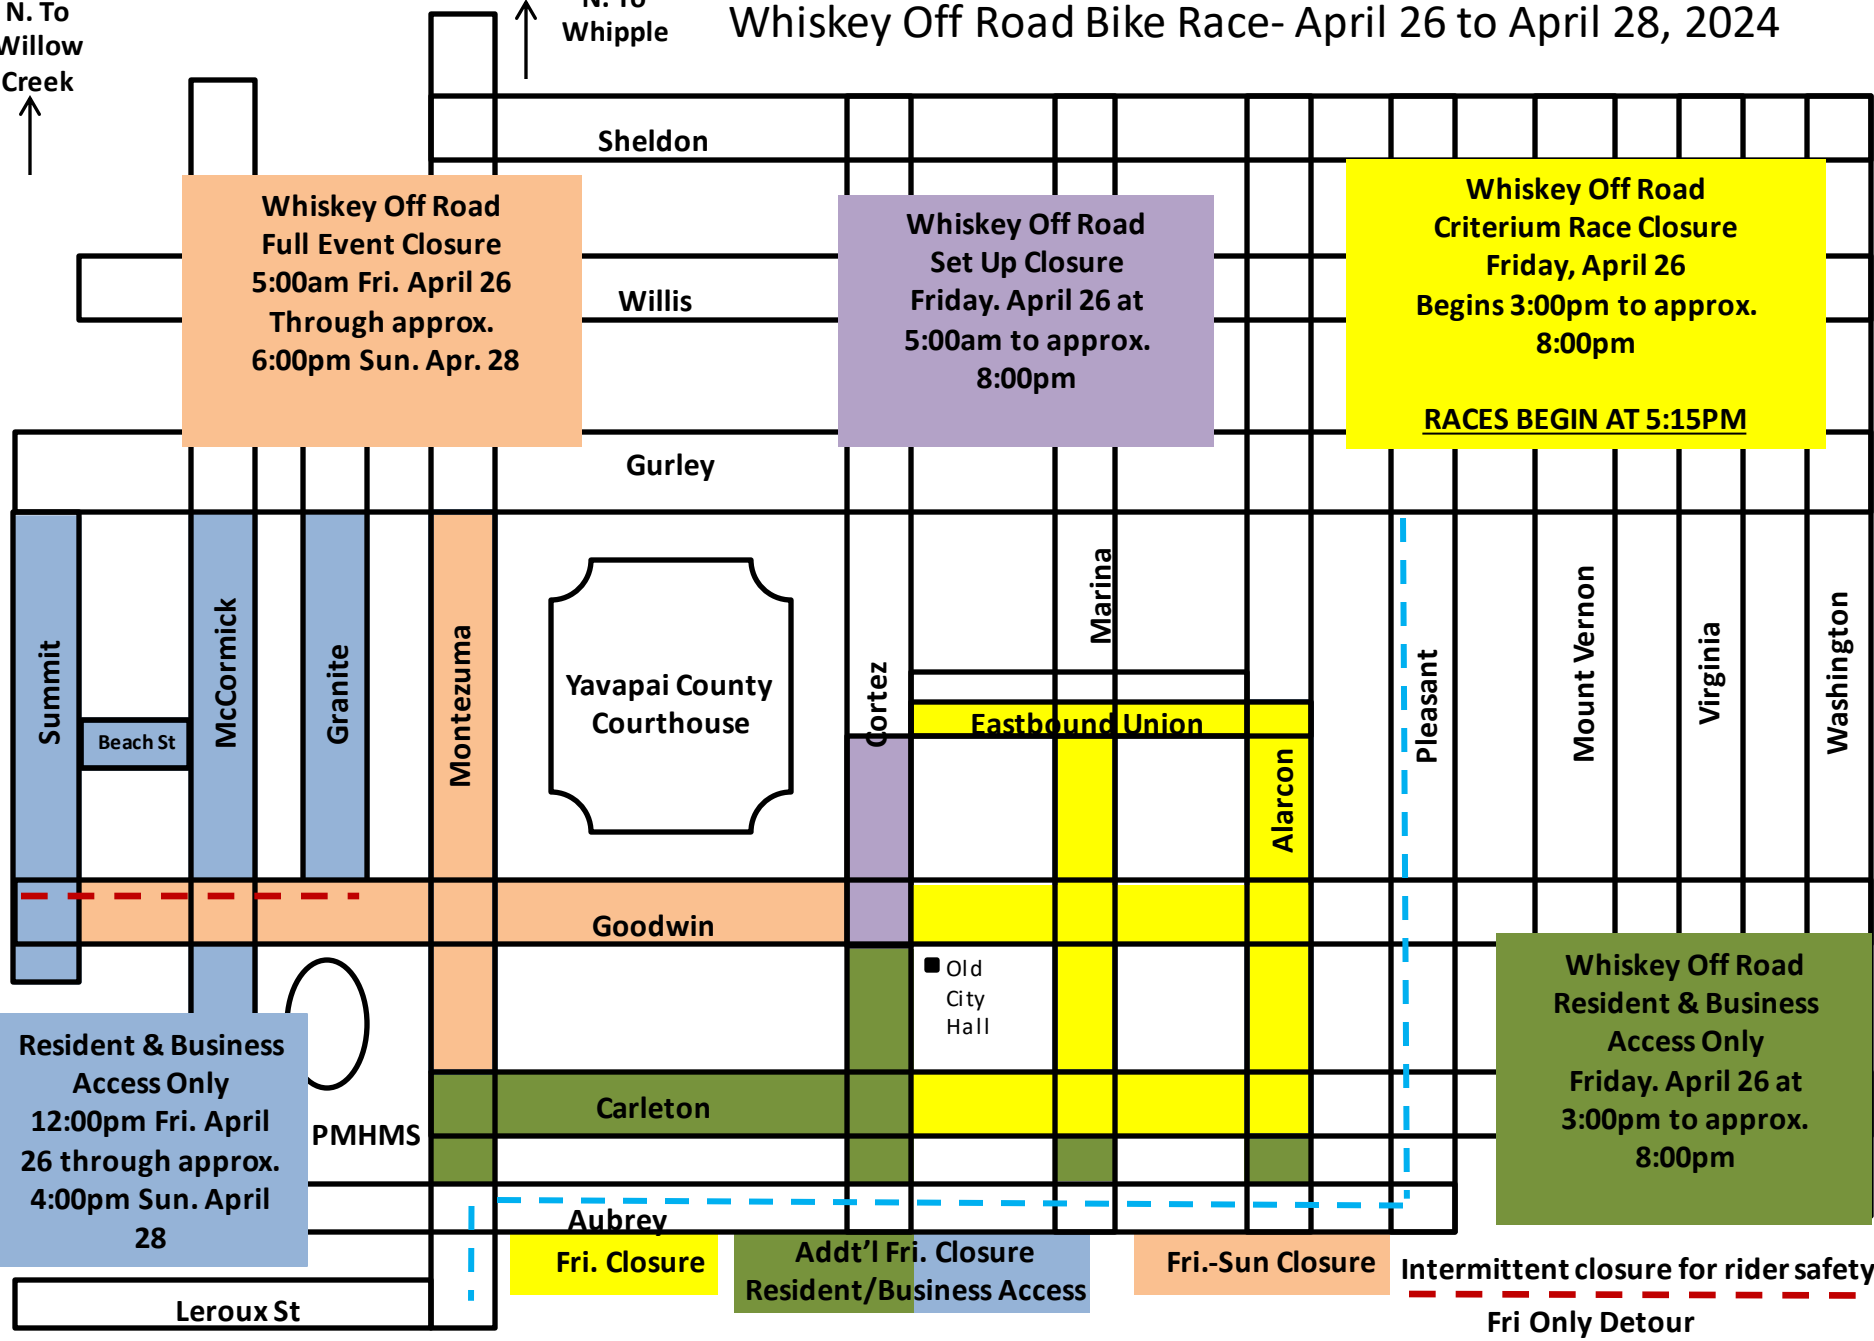 N. To
Willow
Creek
N. To
Whipple
Whiskey Off Road Bike Race- April 26 to April 28, 2024
Sheldon
Whiskey Off Road
Full Event Closure
5:00am Fri. April 26
Through approx.
6:00pm Sun. Apr. 28
Willis
Whiskey Off Road
Set Up Closure
Friday. April 26 at
5:00am to approx.
8:00pm
Whiskey Off Road
Criterium Race Closure
Friday, April 26
Begins 3:00pm to approx.
8:00pm
RACES BEGIN AT 5:15PM
Gurley
Summit
Beach St
McCormick
Granite
Montezuma
Yavapai County
Courthouse
Cortez
Marina
Eastbound Union
Alarcon
Pleasant
Mount Vernon
Virginia
Washington
Goodwin
Old
City
Hall
Resident & Business
Access Only
12:00pm Fri. April
26 through approx.
4:00pm Sun. April
28
PMHMS
Carleton
Whiskey Off Road
Resident & Business
Access Only
Friday. April 26 at
3:00pm to approx.
8:00pm
Aubrey
Fri. Closure
Addt'l Fri. Closure
Resident/Business Access
Fri.-Sun Closure
Intermittent closure for rider safety
Fri Only Detour
Leroux St